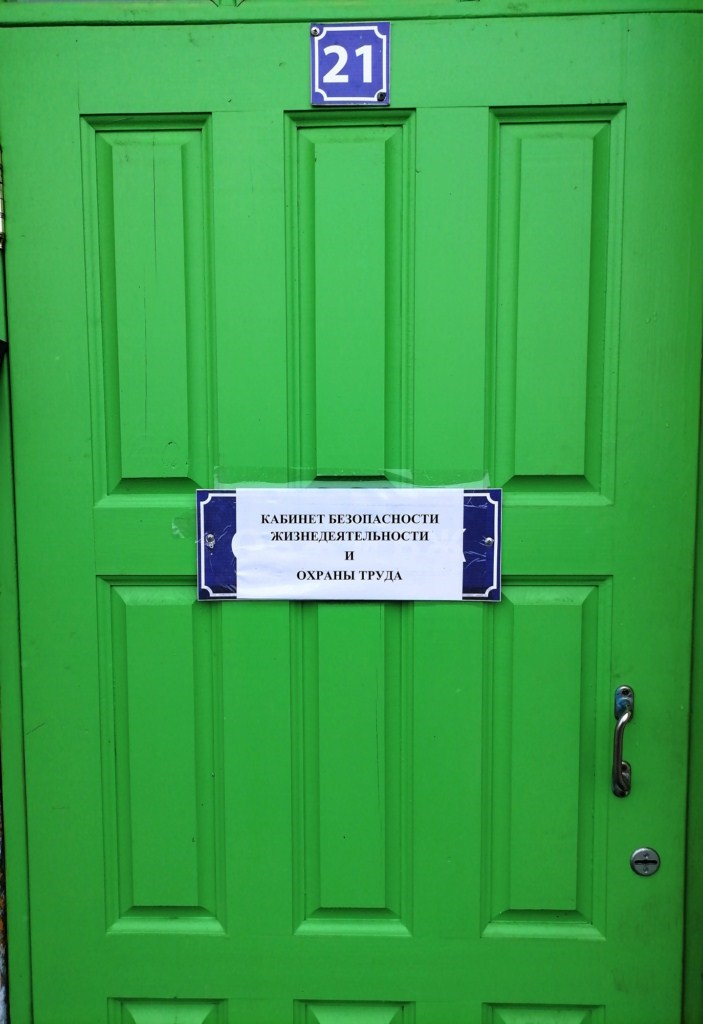 21
КАБИНЕТ БЕЗОПАСНОСТИ
ЖИЗНЕДЕЯТЕЛЬНОСТИ
И
ОХРАНЫ ТРУДА